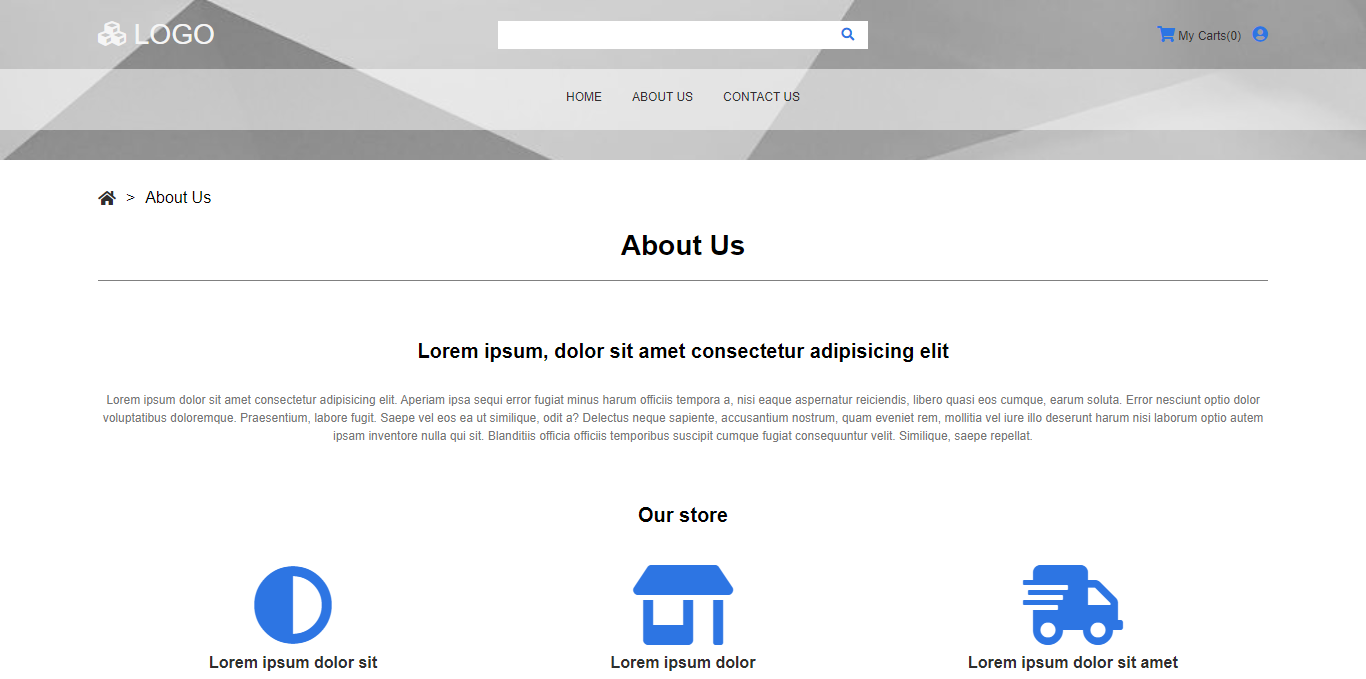 LOGO
My Carts(0)
HOME ABOUT US CONTACT US
> About Us
About Us
Lorem ipsum, dolor sit amet consectetur adipisicing elit
Lorem ipsum dolor sit amet consectetur adipisicing elit. Aperiam ipsa sequi error fugiat minus harum officiis tempora a, nisi eaque aspernatur reiciendis, libero quasi eos cumque, earum soluta. Error nesciunt optio dolor
voluptatibus doloremque. Praesentium, labore fugit. Saepe vel eos ea ut similique, odit a? Delectus neque sapiente, accusantium nostrum, quam eveniet rem, mollitia vel iure illo deserunt harum nisi laborum optio autem
ipsam inventore nulla qui sit. Blanditiis officia officiis temporibus suscipit cumque fugiat consequuntur velit. Similique, saepe repellat.
Our store
Lorem ipsum dolor sit
Lorem ipsum dolor
Lorem ipsum dolor sit amet